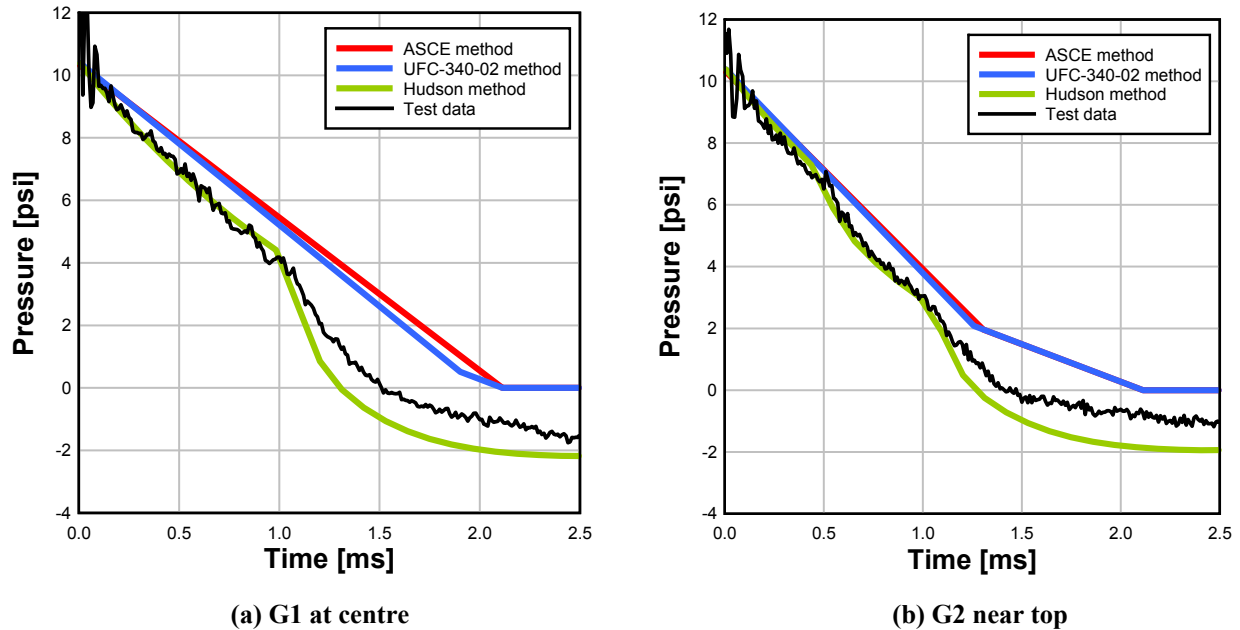 12
10
8
6
4
2
0
-2
-4
Pressure [psi]
ASCE method
UFC-340-02 method
Hudson method
Test data
0.0 0.5 1.0 1.5 2.0 2.5
Time [ms]
(a) G1 at centre
12
10
8
6
4
2
0
-2
-4
Pressure [psi]
ASCE method
UFC-340-02 method
Hudson method
Test data
0.0 0.5 1.0 1.5 2.0 2.5
Time [ms]
(b) G2 near top